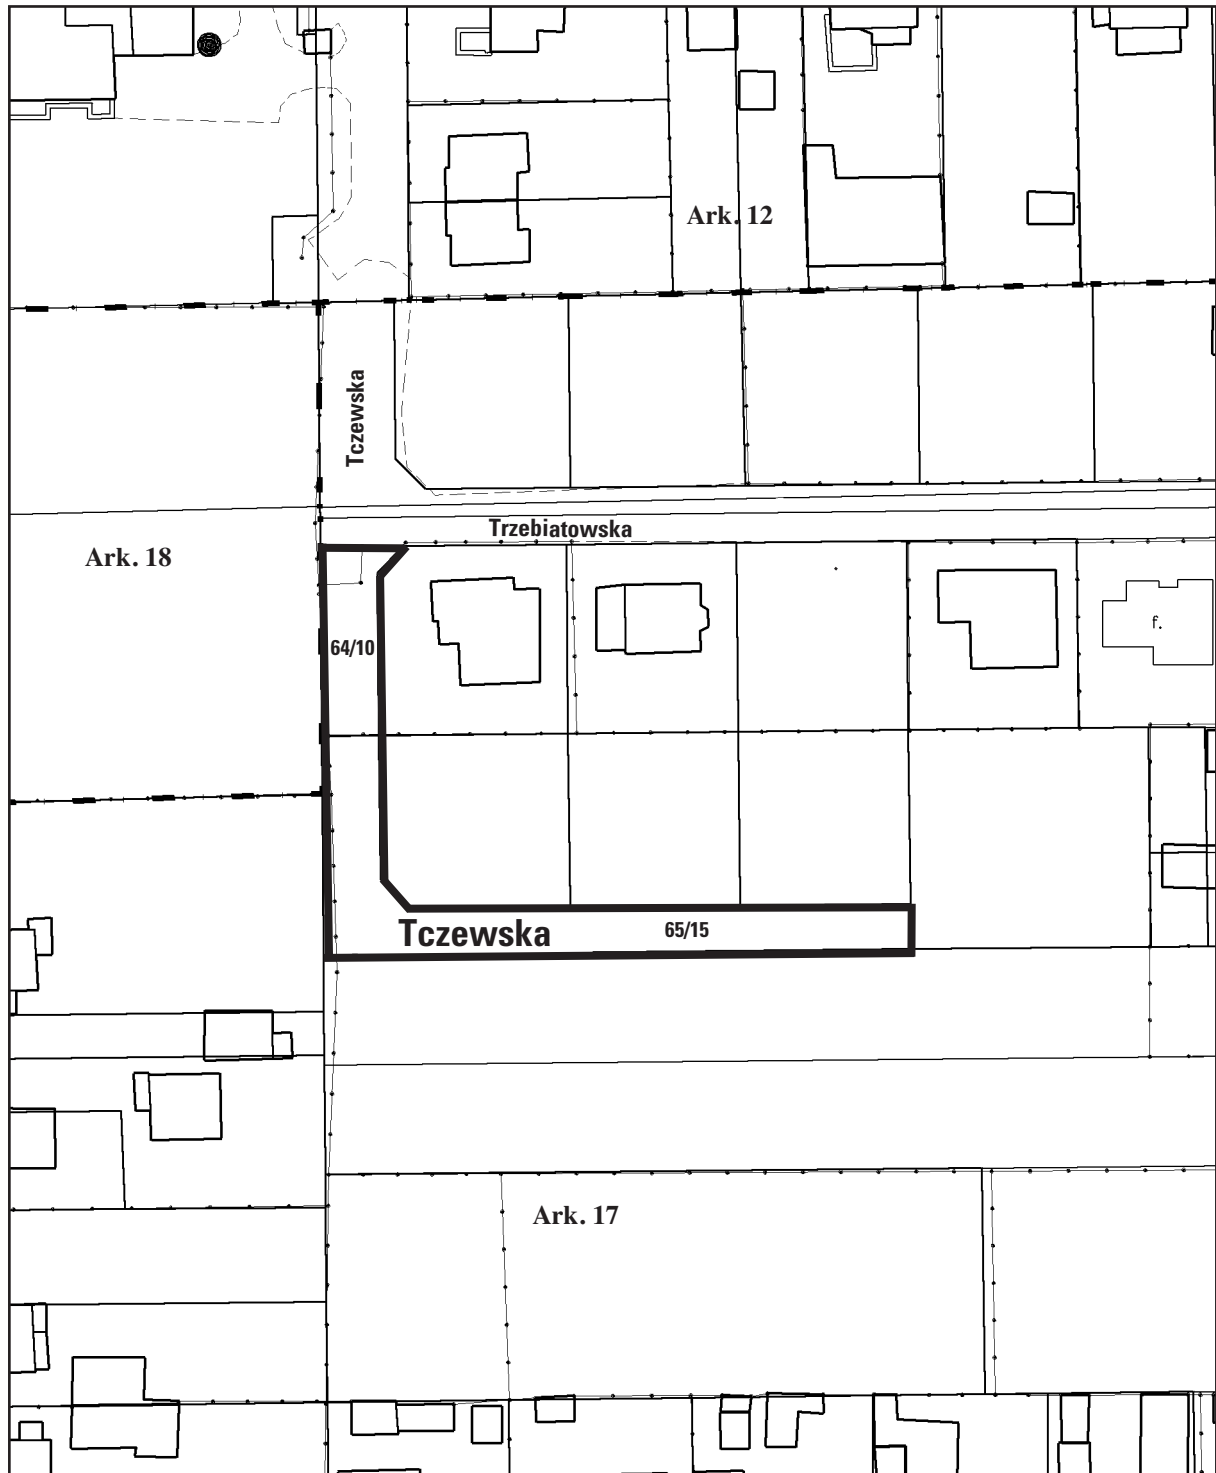 Ark. 12
Tczewska
Trzebiatowska
Ark. 18
f.
64/10
Tczewska
65/15
Ark. 17